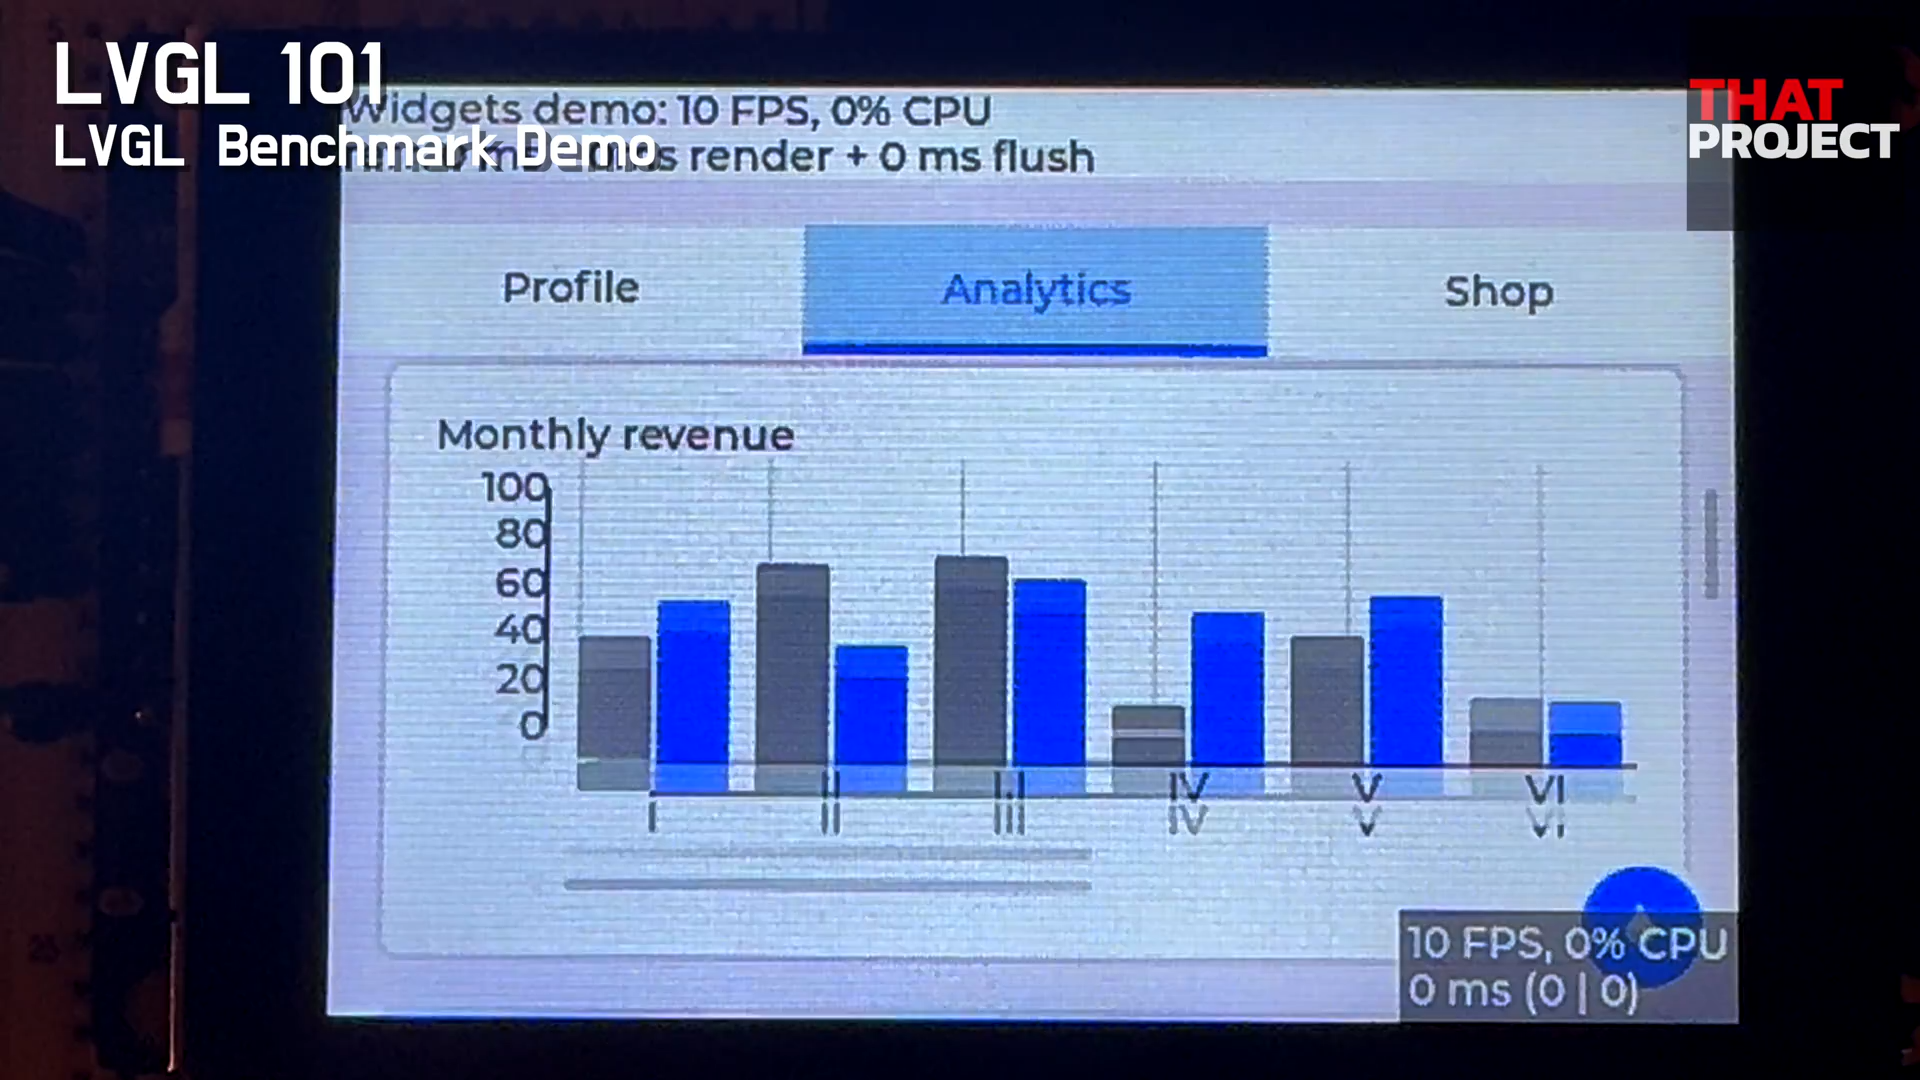 LVGL 101
LVGL Benchmark Demo
THAT
PROJECT
Widgets demo: 10 FPS, 0% CPU
render + 0 ms flush
Profile
Analytics
Shop
Monthly revenue
100
80
60
40
20
0
I
II
III
IV
V
VI
10 FPS, 0% CPU
0 ms (0 | 0)